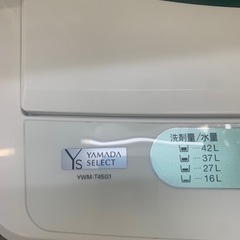 洗剤量/水量
42L
37L
27L
16L
YS YAMADA
SELECT
YWM-T45G1